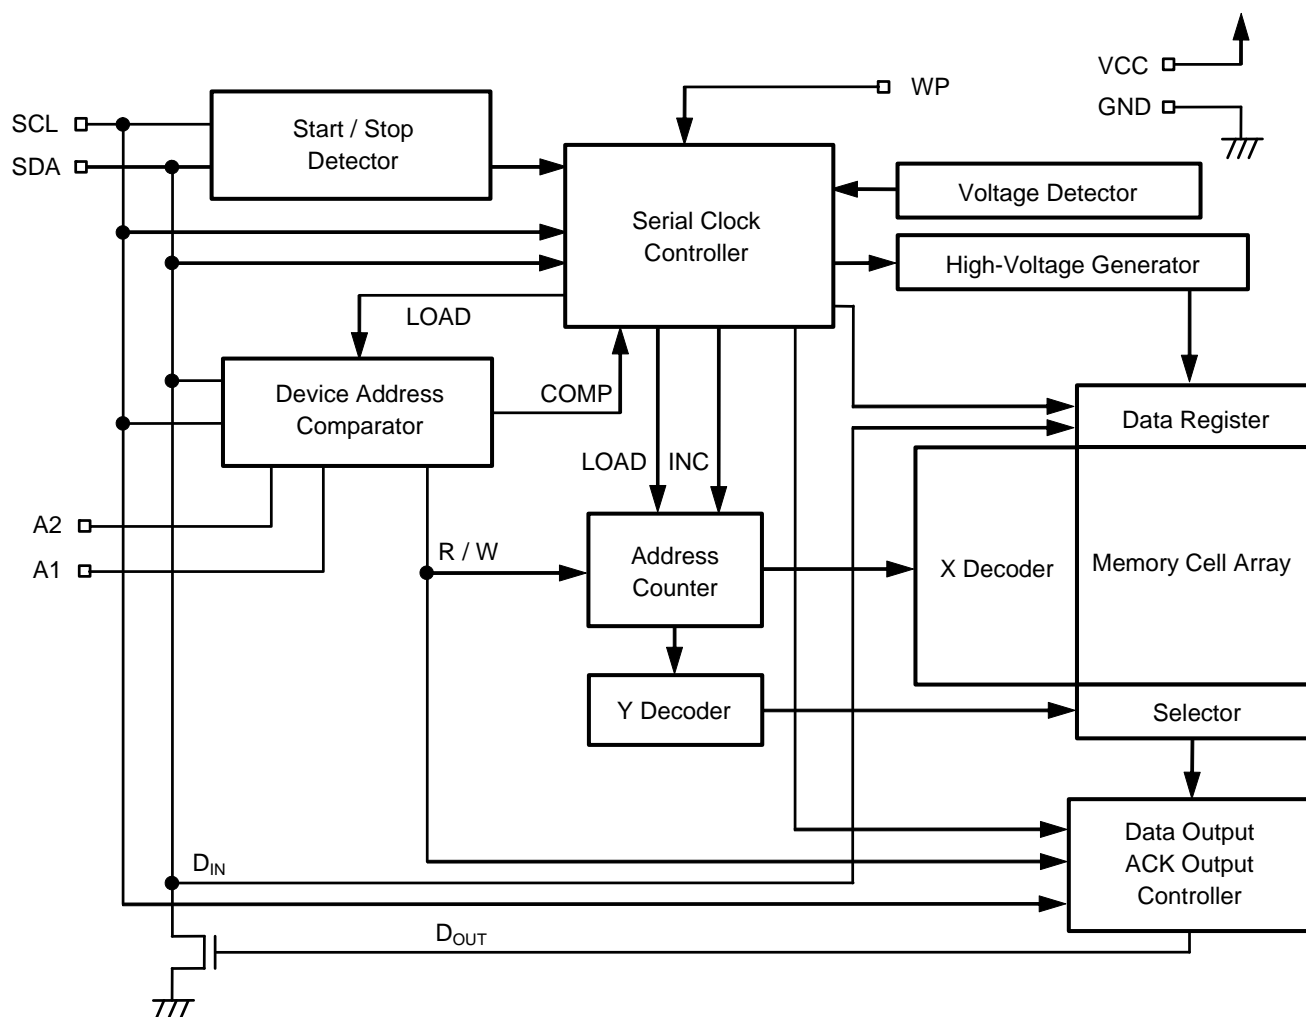 VCC
WP
GND
SCL
Start / Stop
Detector
SDA
Voltage Detector
Serial Clock
Controller
High-Voltage Generator
LOAD
Device Address
Comparator
COMP
Data Register
LOAD
INC
A2
R / W
Address
Counter
X Decoder
Memory Cell Array
A1
Y Decoder
Selector
Data Output
ACK Output
Controller
DIN
DOUT